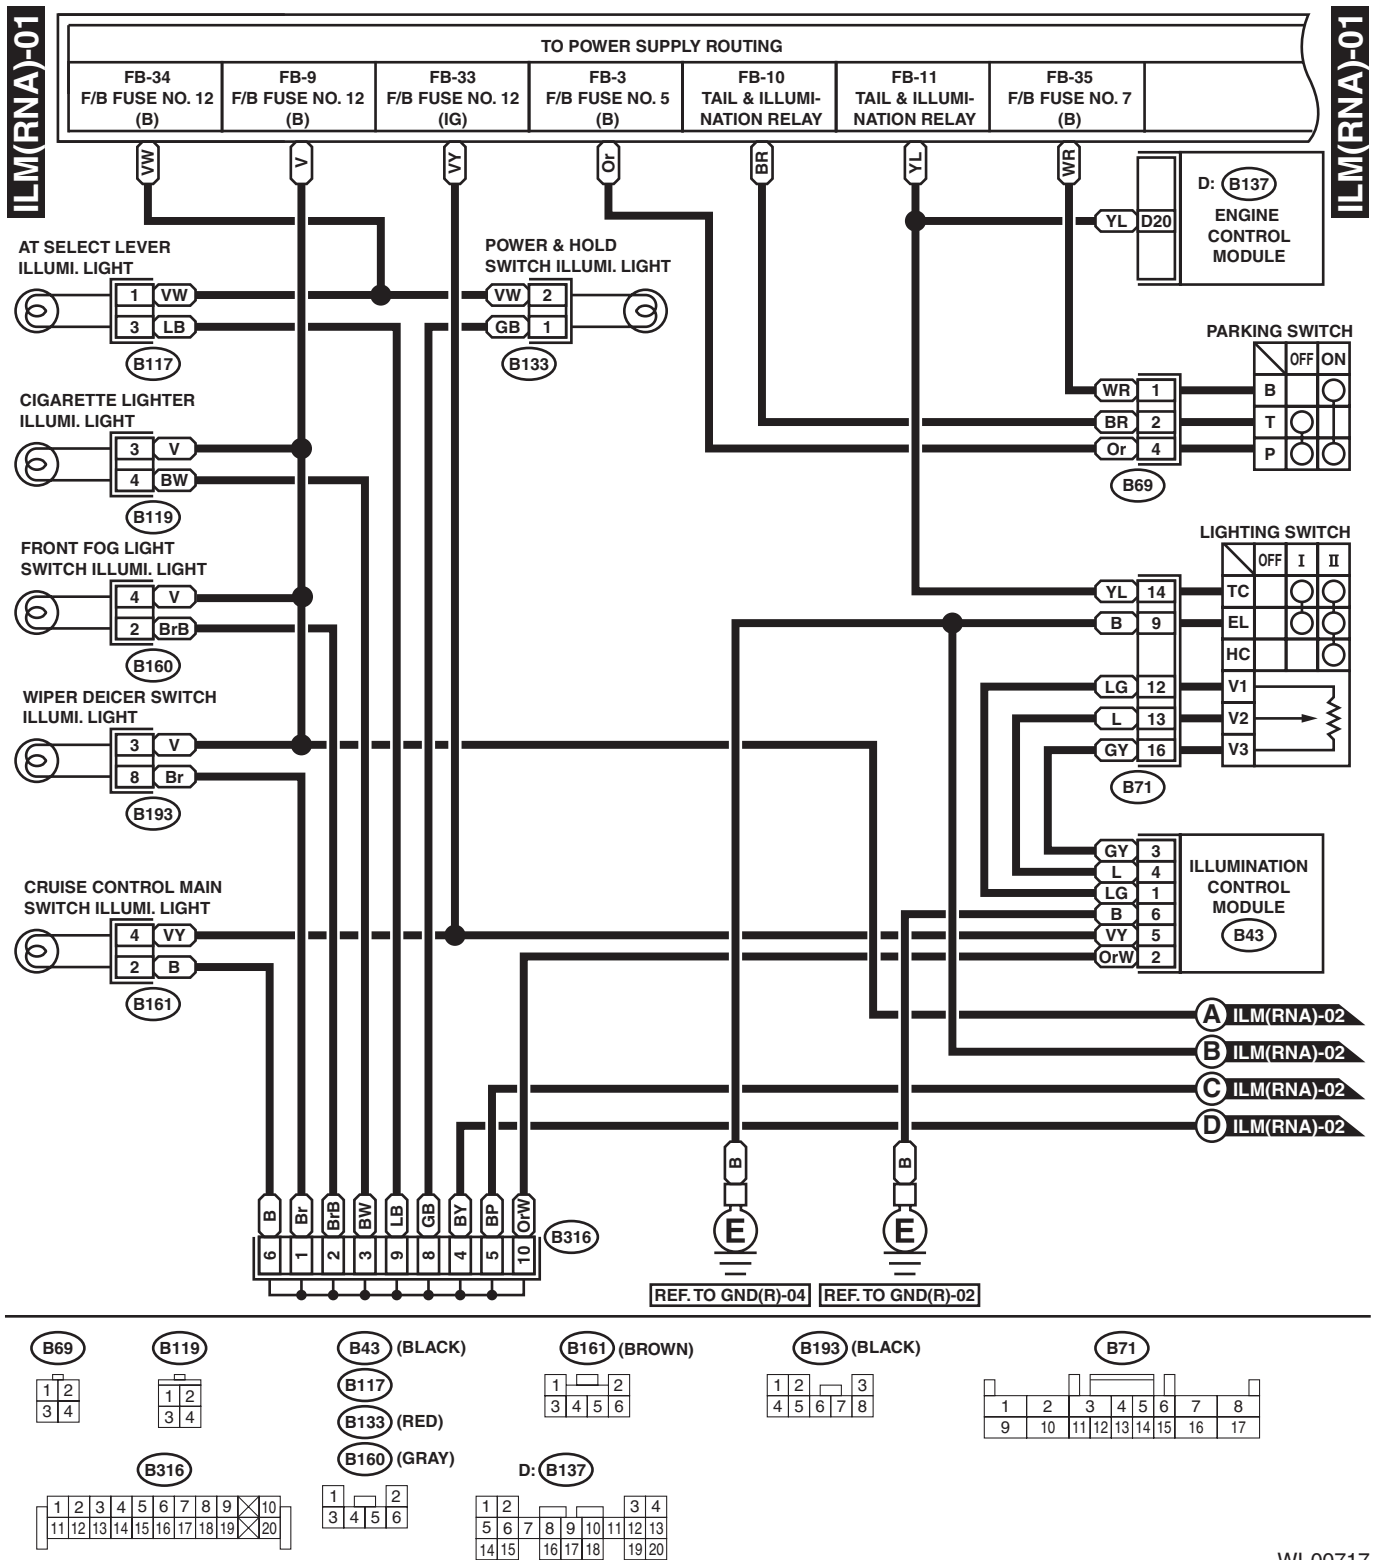 ILM(RNA)-01
ILM(RNA)-01
TO POWER SUPPLY ROUTING
FB-34
F/B FUSE NO. 12
(B)
FB-9
F/B FUSE NO. 12
(B)
FB-33
F/B FUSE NO. 12
(IG)
FB-3
F/B FUSE NO. 5
(B)
FB-10
TAIL & ILLUMI-
NATION RELAY
FB-11
TAIL & ILLUMI-
NATION RELAY
FB-35
F/B FUSE NO. 7
(B)
VW V VY Or BR YL WR
YL D20
D: B137
ENGINE
CONTROL
MODULE
AT SELECT LEVER
ILLUMI. LIGHT
1 VW
3 LB
B117
POWER & HOLD
SWITCH ILLUMI. LIGHT
VW 2
GB 1
B133
PARKING SWITCH
OFF ON
WR 1 B
BR 2 T
Or 4 P
B69
CIGARETTE LIGHTER
ILLUMI. LIGHT
3 V
4 BW
B119
FRONT FOG LIGHT
SWITCH ILLUMI. LIGHT
4 V
2 BrB
B160
LIGHTING SWITCH
OFF I II
YL 14 TC
B 9 EL
HC
LG 12 V1
L 13 V2
GY 16 V3
B71
WIPER DEICER SWITCH
ILLUMI. LIGHT
3 V
8 Br
B193
GY 3
L 4
LG 1
B 6
VY 5
OrW 2
ILLUMINATION
CONTROL
MODULE
B43
CRUISE CONTROL MAIN
SWITCH ILLUMI. LIGHT
4 VY
2 B
B161
A ILM(RNA)-02
B ILM(RNA)-02
C ILM(RNA)-02
D ILM(RNA)-02
B Br BrB BW LB GB BY BP OrW
6 1 2 3 9 8 4 5 10
B316
B B
E E
REF. TO GND(R)-04
REF. TO GND(R)-02
B69
1 2
3 4
B119
1 2
3 4
B43 (BLACK)
B117
B133 (RED)
B160 (GRAY)
1 2
3 4 5 6
B161 (BROWN)
1 2
3 4 5 6
B193 (BLACK)
1 2 3
4 5 6 7 8
B71
1 2 3 4 5 6 7 8
9 10 11 12 13 14 15 16 17
B316
1 2 3 4 5 6 7 8 9 10
11 12 13 14 15 16 17 18 19 20
D: B137
1 2 3 4
5 6 7 8 9 10 11 12 13
14 15 16 17 18 19 20